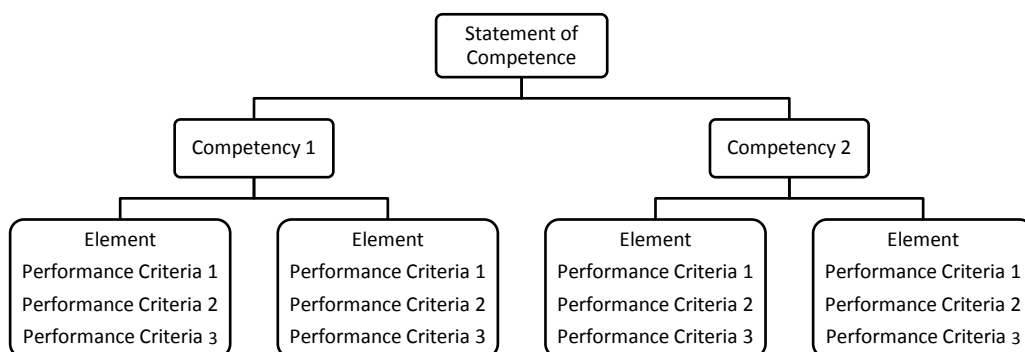 Statement of
Competence
Competency 1
Competency 2
Element
Performance Criteria 1
Performance Criteria 2
Performance Criteria 3
Element
Performance Criteria 1
Performance Criteria 2
Performance Criteria 3
Element
Performance Criteria 1
Performance Criteria 2
Performance Criteria 3
Element
Performance Criteria 1
Performance Criteria 2
Performance Criteria 3